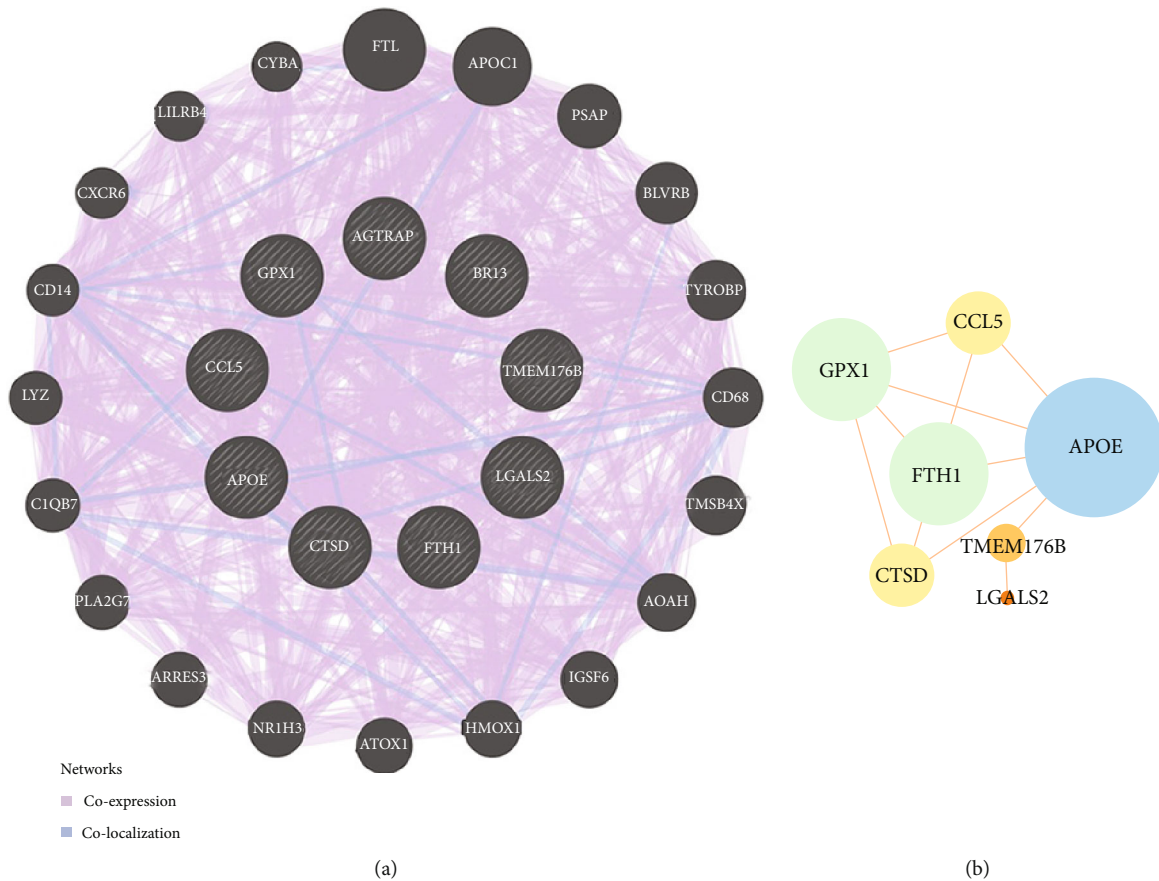 FTL
APOC1
CYBA
PSAP
LILRB4
BLVRB
CXCR6
AGTRAP
GPX1
BR13
TYROBP
CD14
CCL5
TMEM176B
CD68
LYZ
APOE
LGALS2
C1QB7
TMSB4X
CTSD
FTH1
PLA2G7
AOAH
ARRES3
IGSF6
NR1H3
HMOX1
ATOX1
Networks
Co-expression
Co-localization
(a)
CCL5
GPX1
APOE
FTH1
TMEM176B
CTSD
LGALS2
(b)